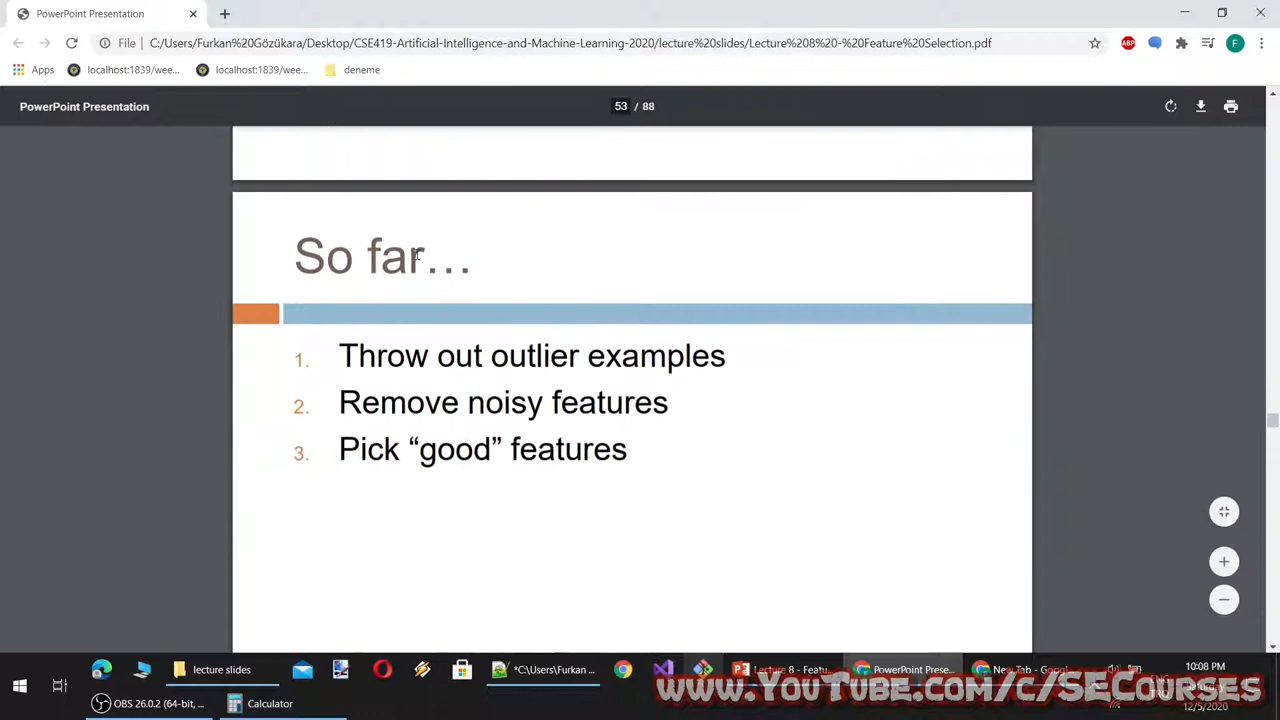 PowerPoint Presentation
File
C:/Users/Furkan%20Gözükara/Desktop/CSE419-Artificial-Intelligence-and-Machine-Learning-2020/lecture%20slides/Lecture%208%20-%20Feature%20Selection.pdf
ABP
F
Apps
localhost:1839/wee...
localhost:1839/wee...
deneme
PowerPoint Presentation
53 / 88
So far…
1. Throw out outlier examples
2. Remove noisy features
3. Pick “good” features
lecture slides
*C:\Users\Furkan ...
Lecture 8 - Featu...
PowerPoint Prese...
New Tab - Googl...
10:08 PM
Saturday
12/5/2020
ENG
www.YouTube.com/c/SECourses
OBS 26.0.2 (64-bit, ...
Calculator